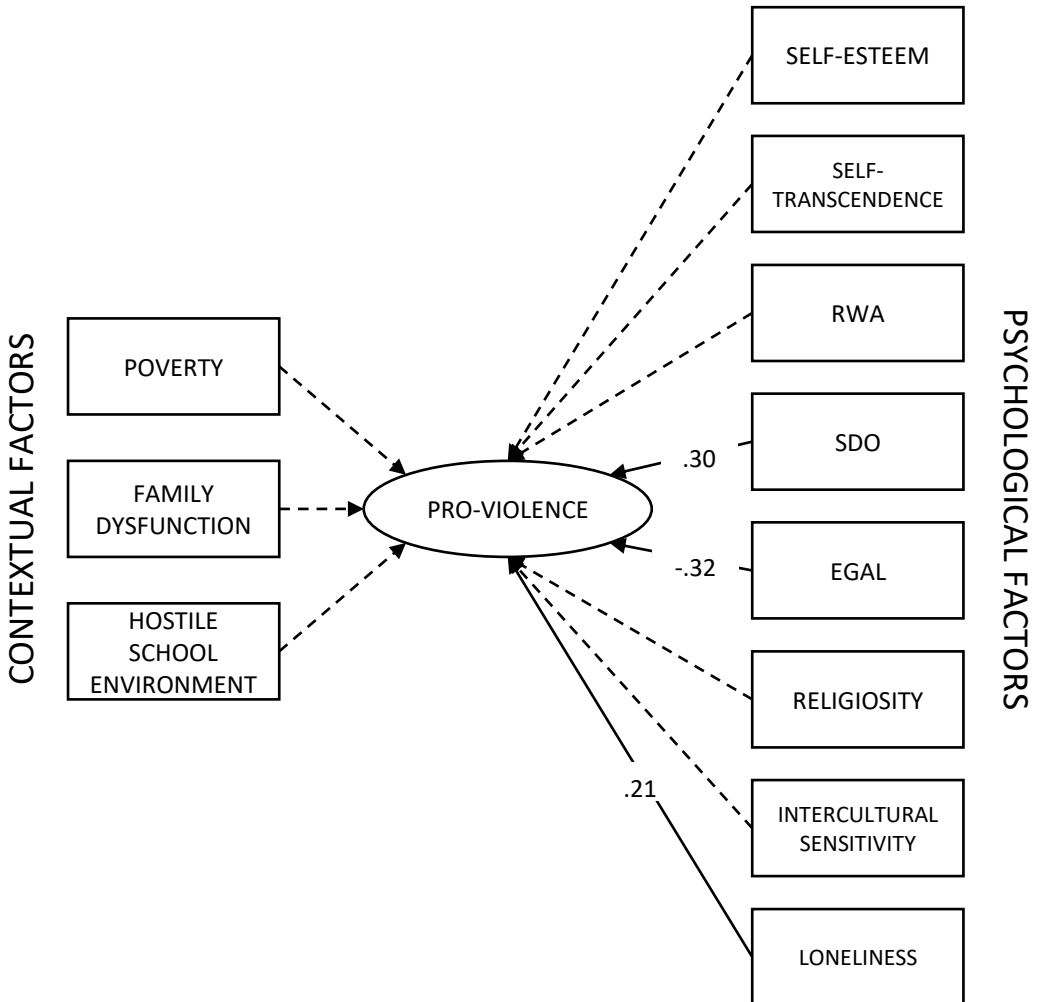 CONTEXTUAL FACTORS
POVERTY
FAMILY
DYSFUNCTION
HOSTILE
SCHOOL
ENVIRONMENT
PRO-VIOLENCE
.30
-.32
.21
SELF-ESTEEM
SELF-
TRANSCENDENCE
RWA
SDO
EGAL
RELIGIOSITY
INTERCULTURAL
SENSITIVITY
LONELINESS
PSYCHOLOGICAL FACTORS